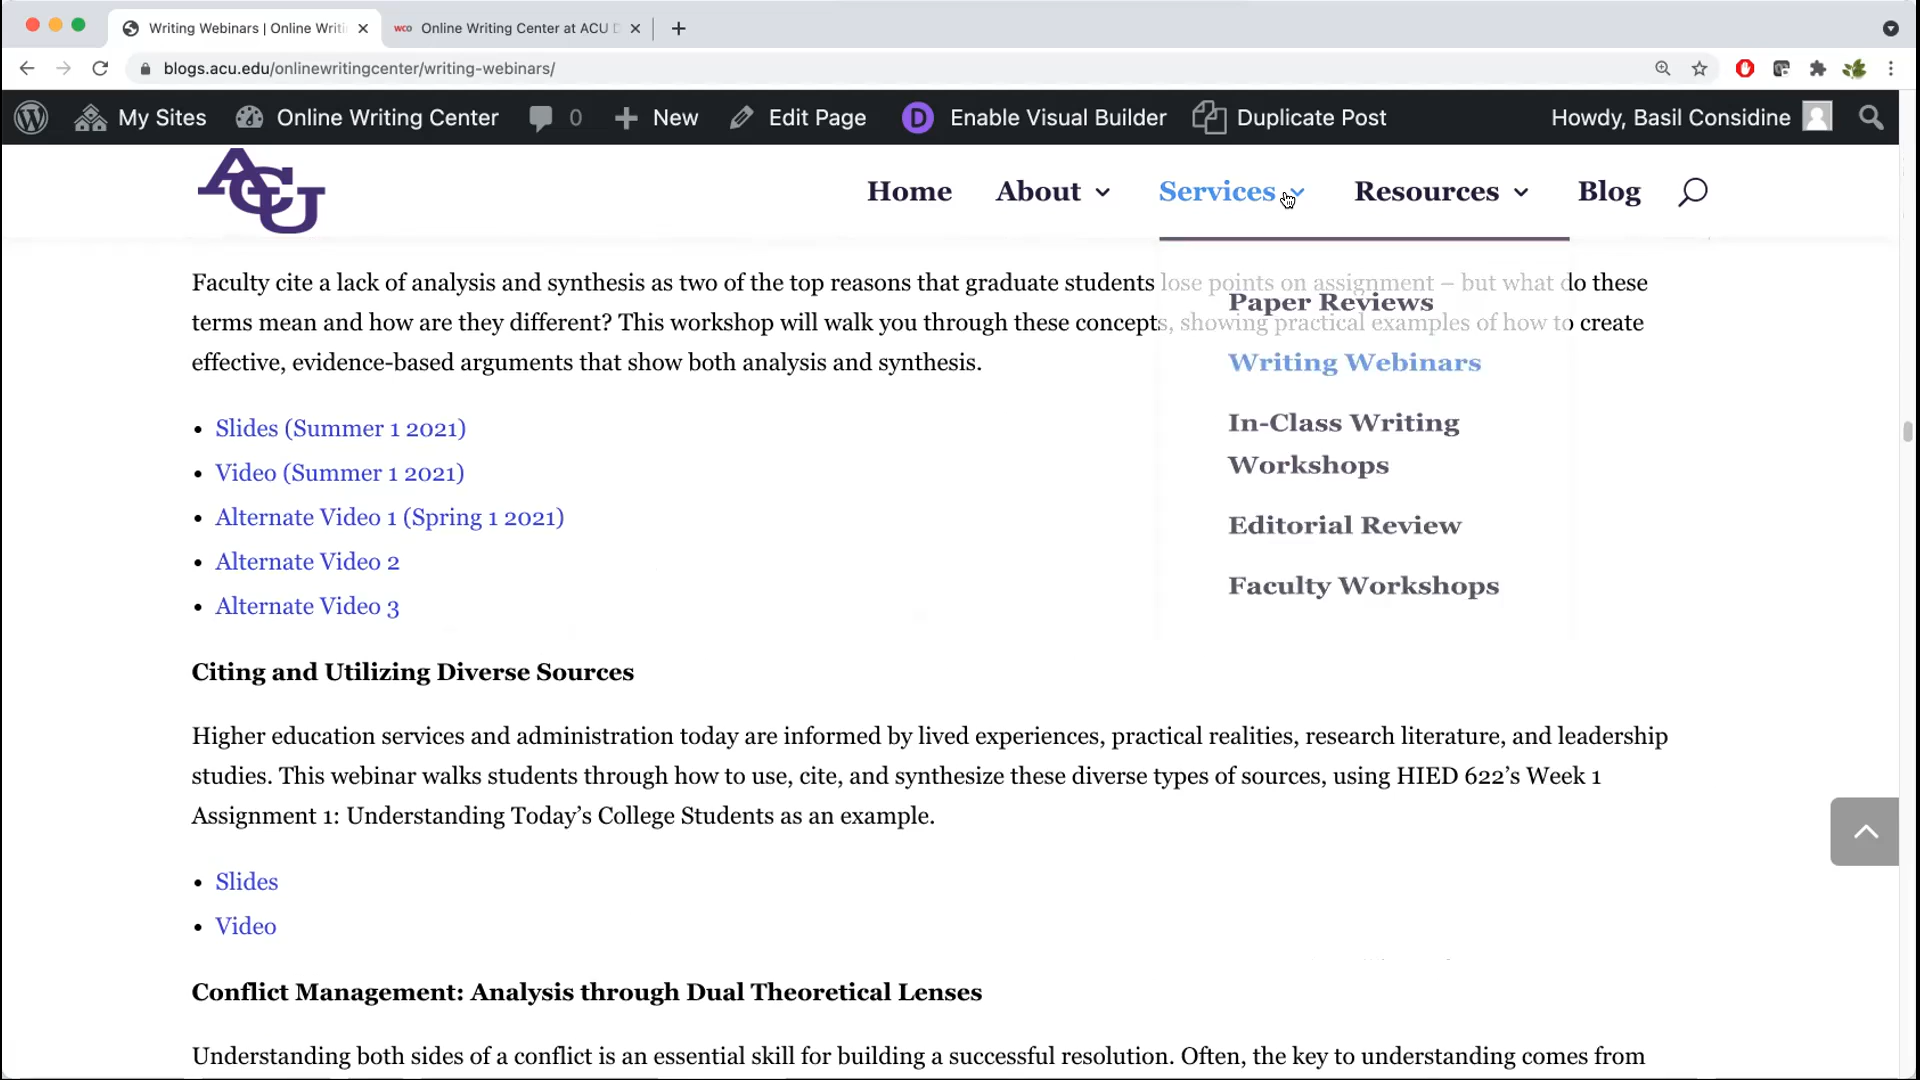 Writing Webinars | Online Writi
Online Writing Center at ACU D
blogs.acu.edu/onlinewritingcenter/writing-webinars/
My Sites
Online Writing Center
0
New
Edit Page
Enable Visual Builder
Duplicate Post
Howdy, Basil Considine
ACU
Home
About
Services
Resources
Blog
Paper Reviews
Writing Webinars
In-Class Writing
Workshops
Editorial Review
Faculty Workshops
Faculty cite a lack of analysis and synthesis as two of the top reasons that graduate students lose points on assignment – but what do these
terms mean and how are they different? This workshop will walk you through these concepts, showing practical examples of how to create
effective, evidence-based arguments that show both analysis and synthesis.
• Slides (Summer 1 2021)
• Video (Summer 1 2021)
• Alternate Video 1 (Spring 1 2021)
• Alternate Video 2
• Alternate Video 3
Citing and Utilizing Diverse Sources
Higher education services and administration today are informed by lived experiences, practical realities, research literature, and leadership
studies. This webinar walks students through how to use, cite, and synthesize these diverse types of sources, using HIED 622’s Week 1
Assignment 1: Understanding Today’s College Students as an example.
• Slides
• Video
Conflict Management: Analysis through Dual Theoretical Lenses
Understanding both sides of a conflict is an essential skill for building a successful resolution. Often, the key to understanding comes from